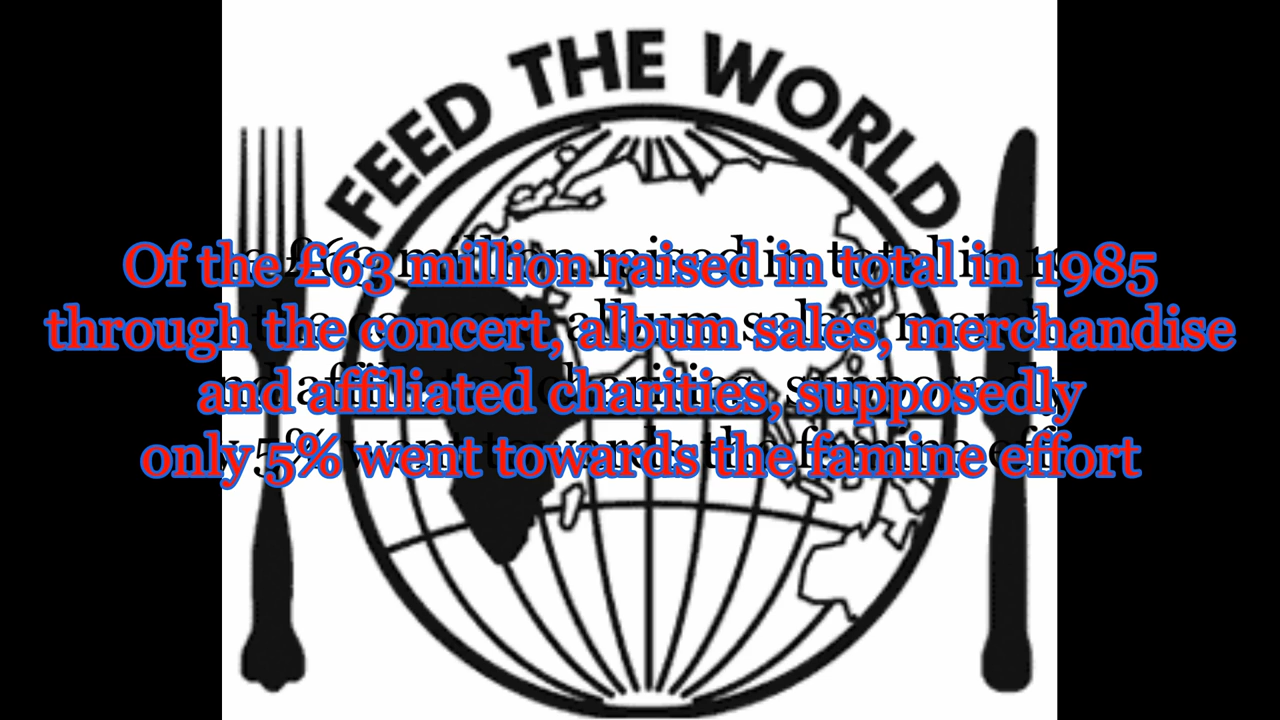 FEED THE WORLD
Of the £63 million raised in total in 1985
through the concert, album sales, merchandise
and affiliated charities, supposedly
only 5% went towards the famine effort